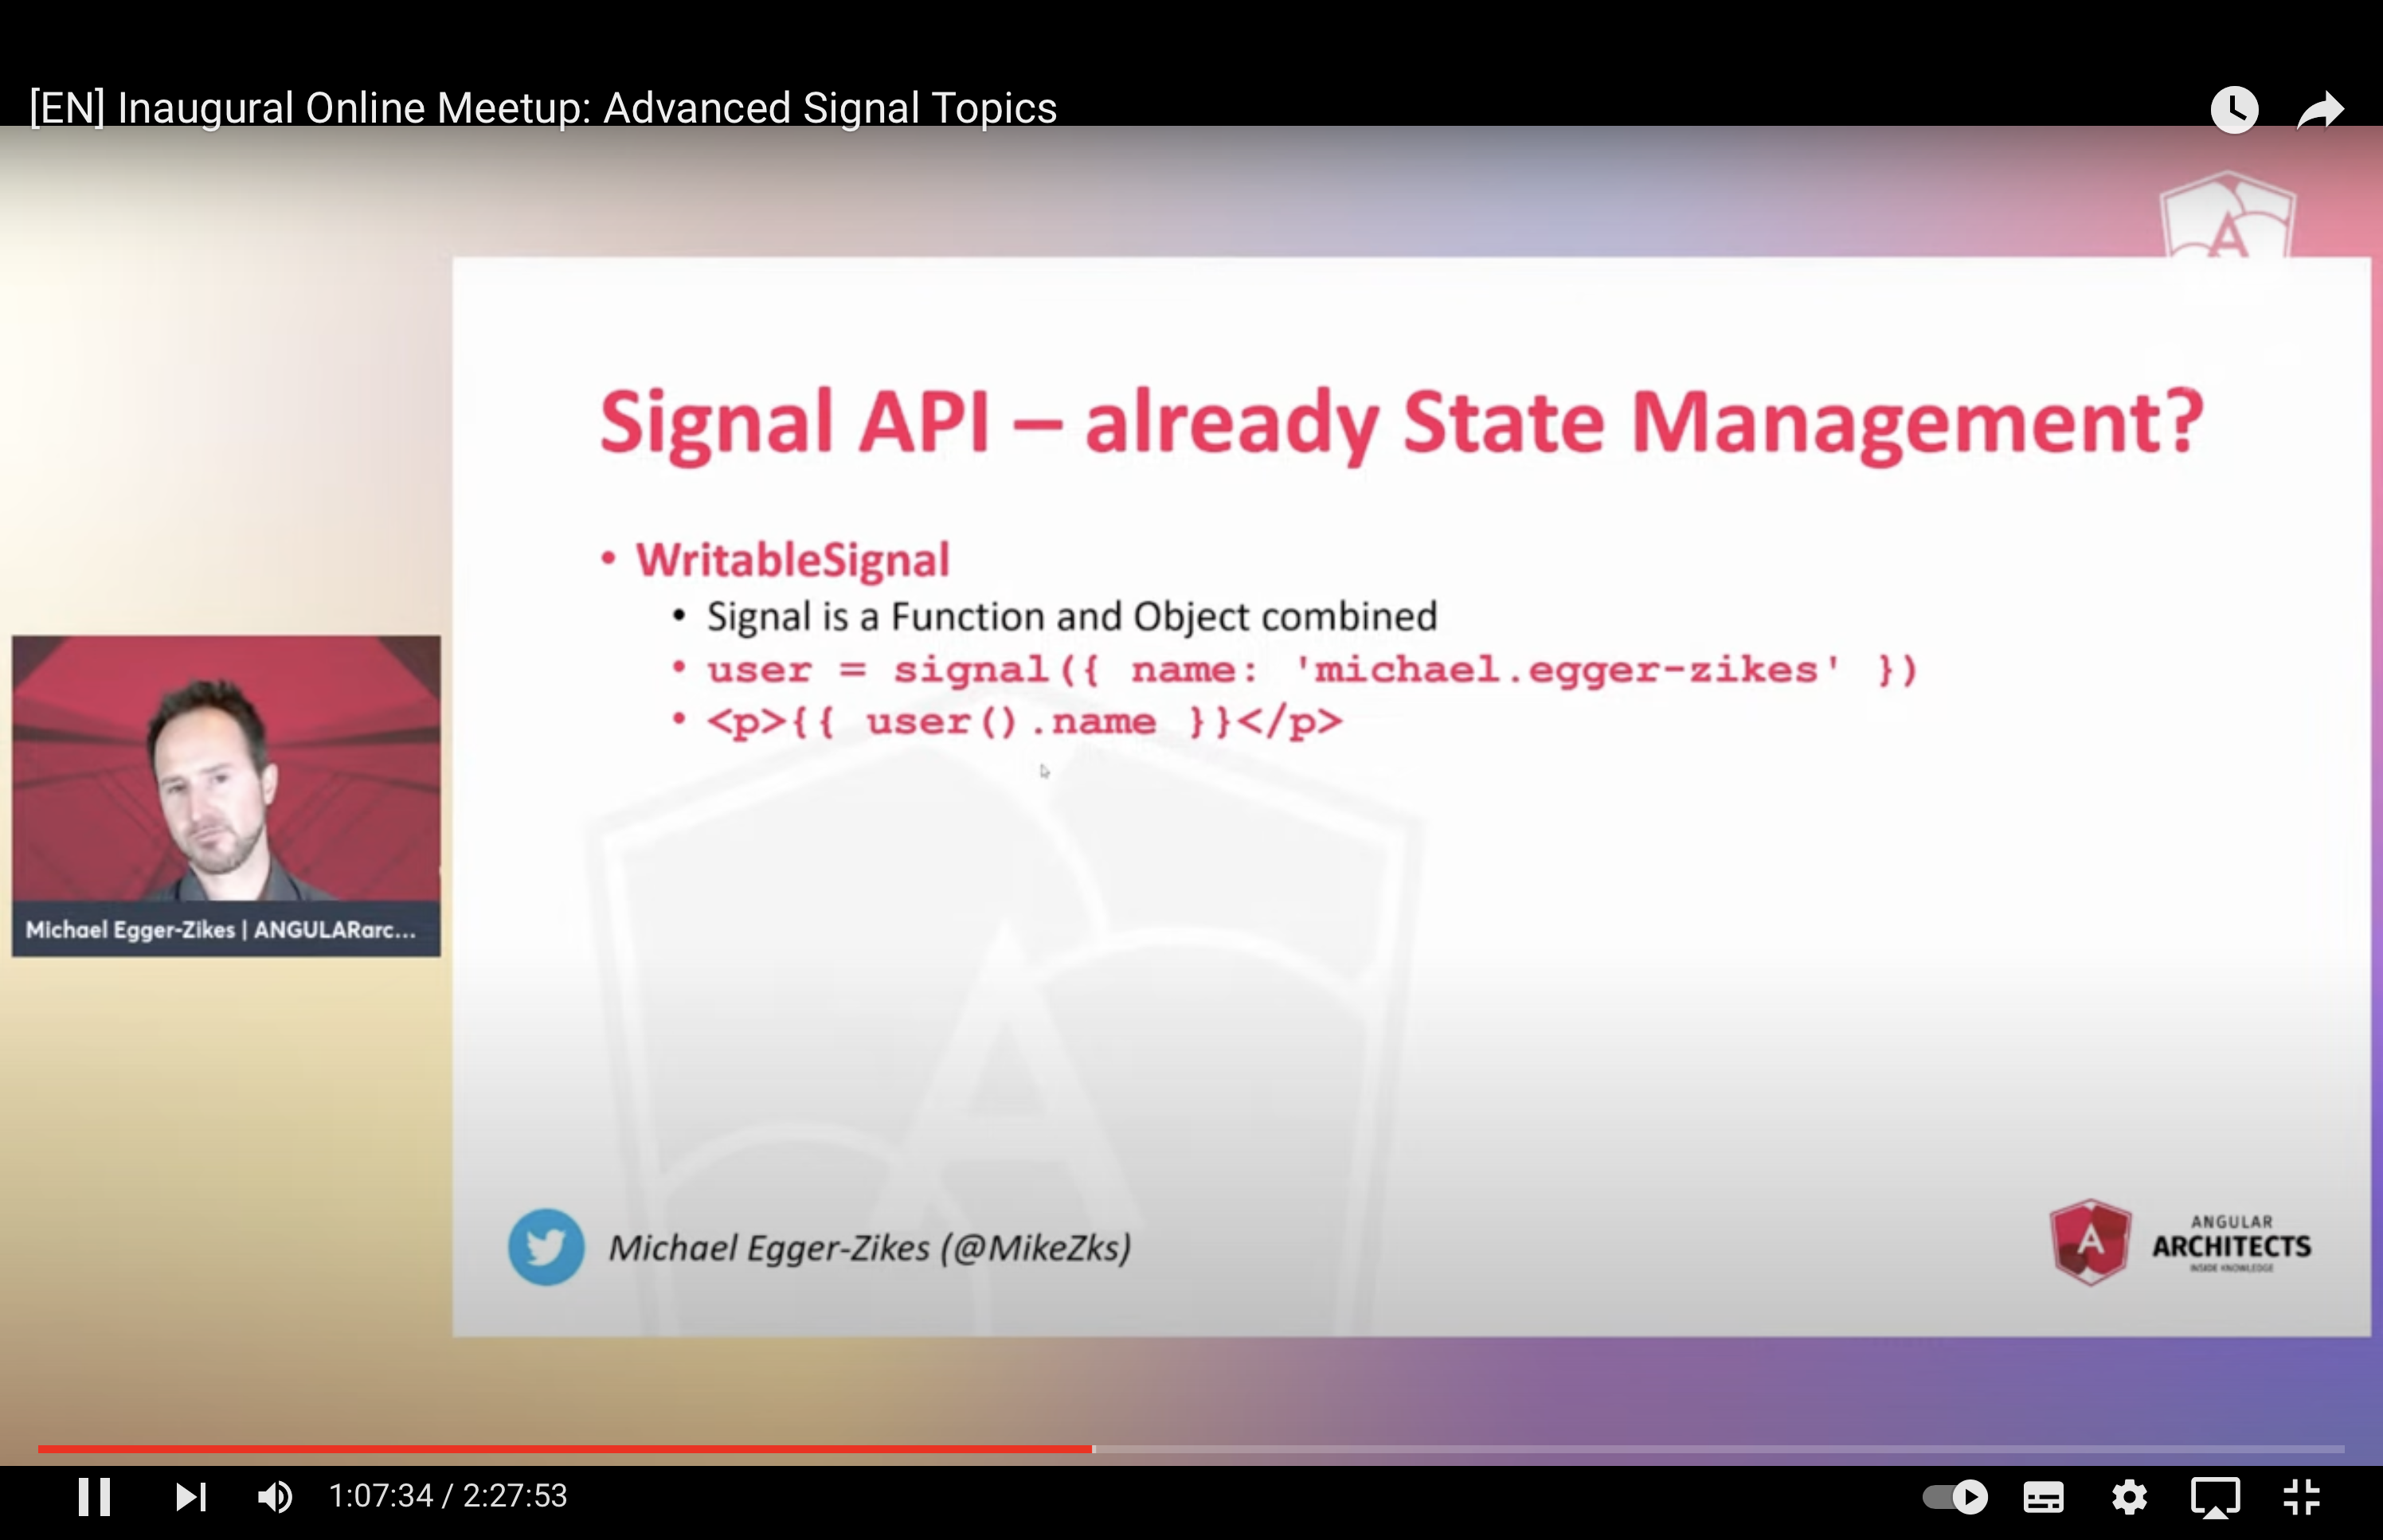 [EN] Inaugural Online Meetup: Advanced Signal Topics
A
Signal API – already State Management?
• WritableSignal
• Signal is a Function and Object combined
• user = signal({ name: 'michael.egger-zikes' })
• <p>{{ user().name }}</p>
Michael Egger-Zikes | ANGULARarc...
Michael Egger-Zikes (@MikeZks)
A
ANGULAR
ARCHITECTS
INSIDE KNOWLEDGE
1:07:34 / 2:27:53